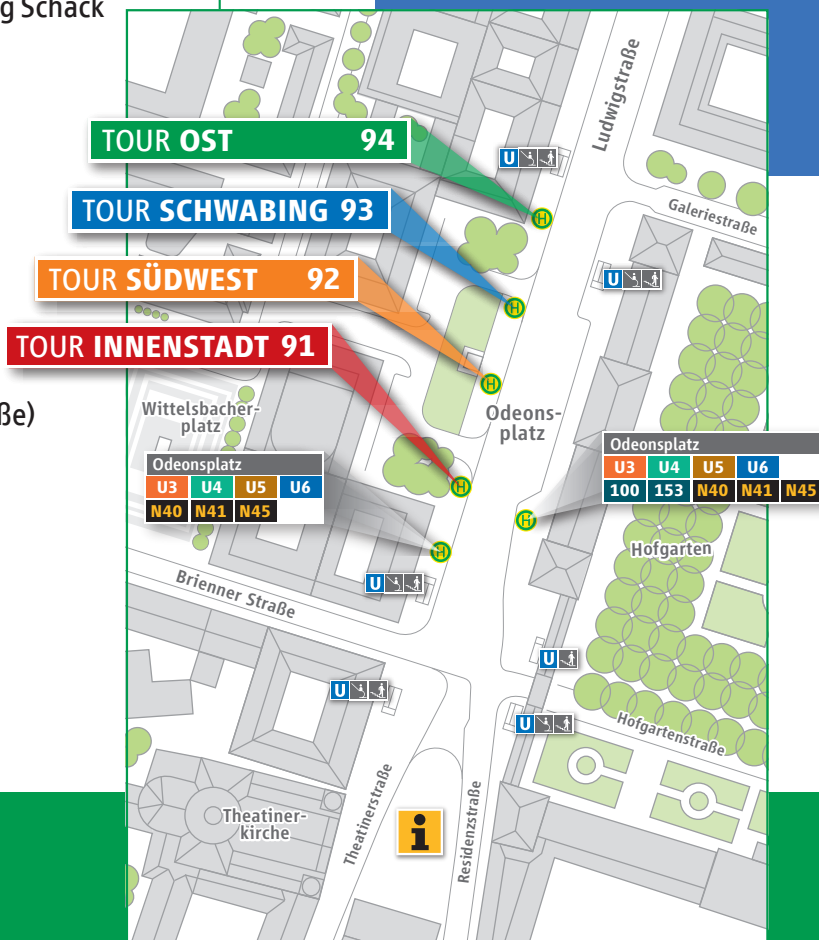 g Schack
Ludwigstraße
TOUR OST 94
U
TOUR SCHWABING 93
H
Galeriestraße
TOUR SÜDWEST 92
U
H
TOUR INNENSTADT 91
H
ße)
Wittelsbacher-
platz
Odeons-
platz
Odeonsplatz
U3 U4 U5 U6
N40 N41 N45
Odeonsplatz
U3 U4 U5 U6
100 153 N40 N41 N45
H
H
H
Hofgarten
U
Brienner Straße
U
U
U
Hofgartenstraße
Theatiner-
kirche
Theatinerstraße
i
Residenzstraße